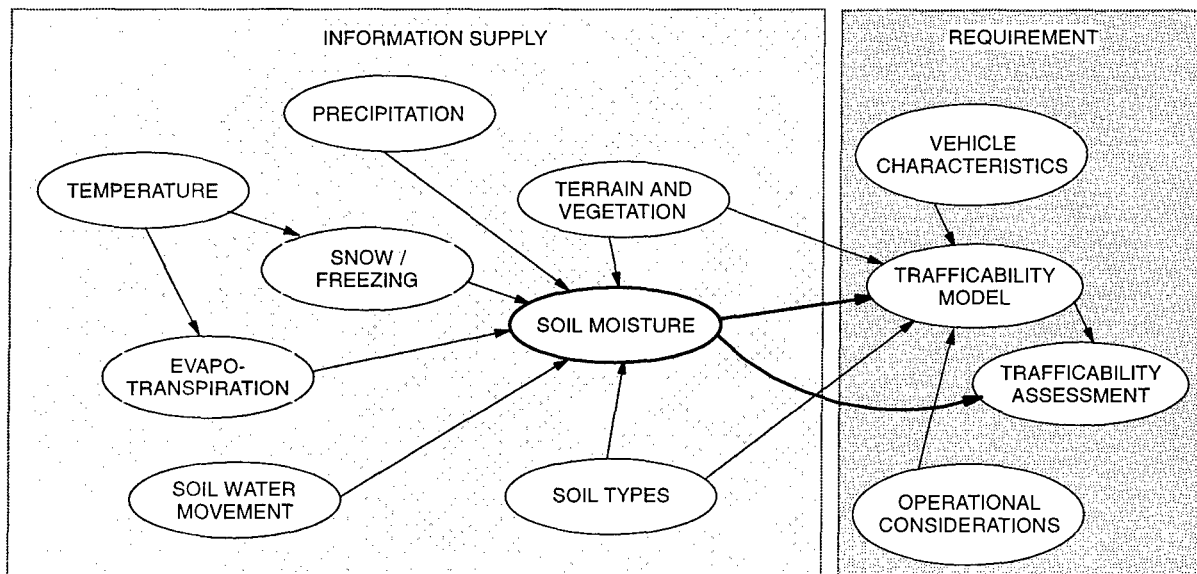 INFORMATION SUPPLY
PRECIPITATION
TEMPERATURE
TERRAIN AND
VEGETATION
SNOW /
FREEZING
SOIL MOISTURE
EVAPO-
TRANSPIRATION
SOIL WATER
MOVEMENT
SOIL TYPES
REQUIREMENT
VEHICLE
CHARACTERISTICS
TRAFFICABILITY
MODEL
TRAFFICABILITY
ASSESSMENT
OPERATIONAL
CONSIDERATIONS